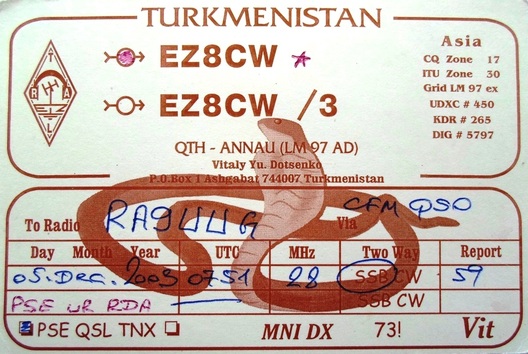 TURKMENISTAN
EZ8CW
EZ8CW /3
T
R A
L
Asia
CQ Zone 17
ITU Zone 30
Grid LM 97 ex
UDXC # 450
KDR # 265
DIG # 5797
QTH - ANNAU (LM 97 AD)
Vitaly Yu. Dotsenko
P.O.Box 1 Ashgabat 744007 Turkmenistan
To Radio RA9UUG Via CFM QSO
Day Month Year UTC MHz Two Way Report
05. Dec. 2003 0751 28 SSB CW 59
PSE UR RDA SSB CW
PSE QSL TNX MNI DX 73! Vit